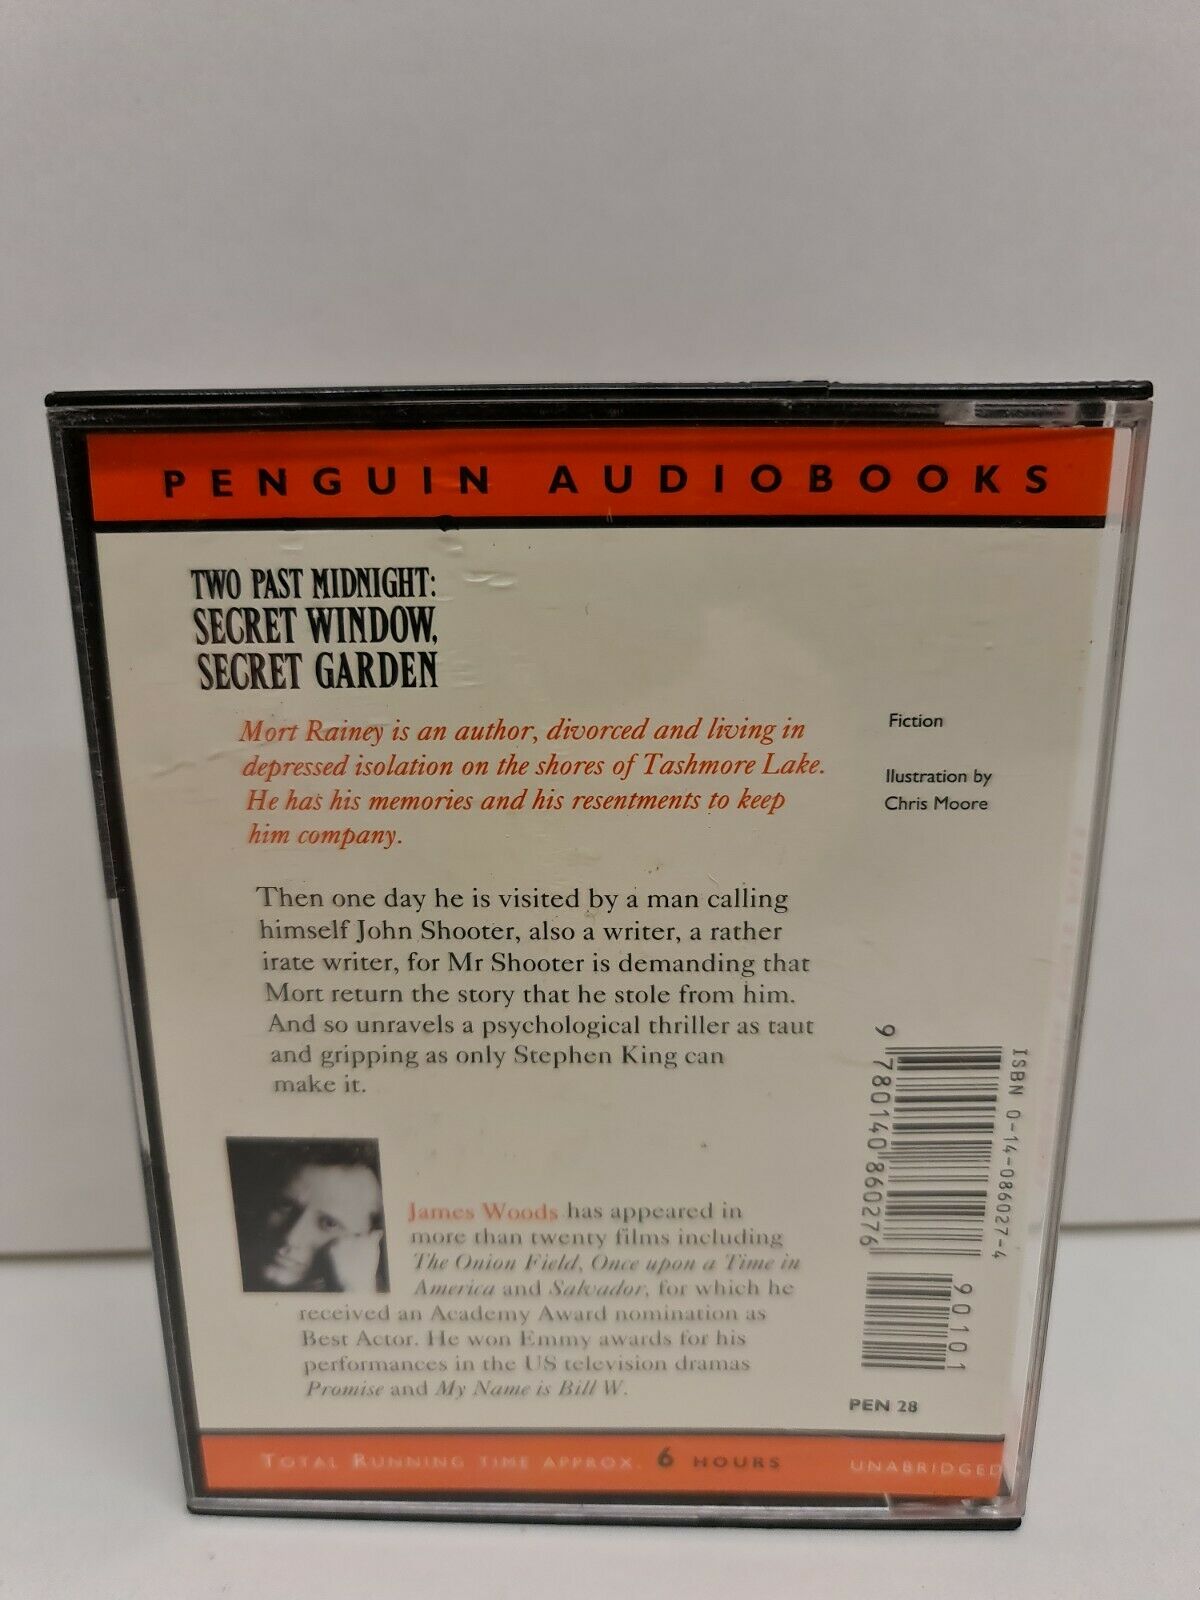 PENGUIN AUDIOBOOKS
TWO PAST MIDNIGHT:
SECRET WINDOW,
SECRET GARDEN
Mort Rainey is an author, divorced and living in
depressed isolation on the shores of Tashmore Lake.
He has his memories and his resentments to keep
him company.
Then one day he is visited by a man calling
himself John Shooter, also a writer, a rather
irate writer, for Mr Shooter is demanding that
Mort return the story that he stole from him.
And so unravels a psychological thriller as taut
and gripping as only Stephen King can
make it.
James Woods has appeared in
more than twenty films including
The Onion Field, Once upon a Time in
America and Salvador, for which he
received an Academy Award nomination as
Best Actor. He won Emmy awards for his
performances in the US television dramas
Promise and My Name is Bill W.
Fiction
Ilustration by
Chris Moore
ISBN 0-14-086027-4
9 780140 860276
90101
PEN 28
TOTAL RUNNING TIME APPROX. 6 HOURS
UNABRIDGED